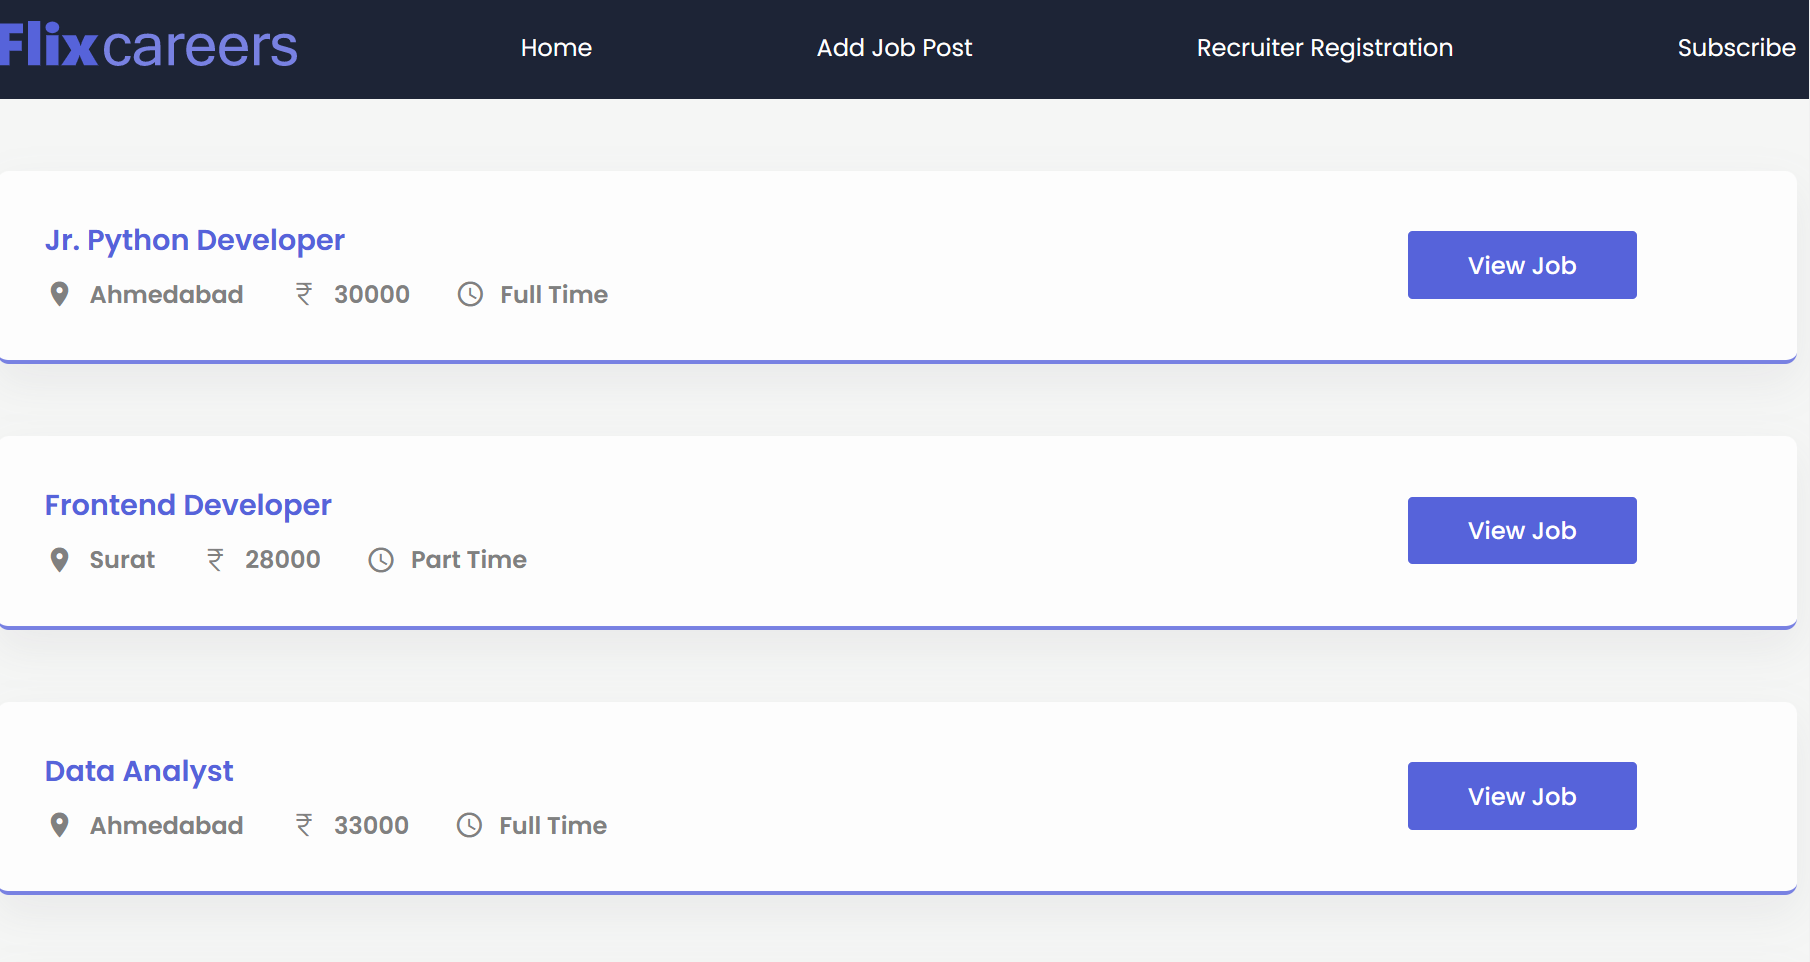 Flixcareers Home Add Job Post Recruiter Registration Subscribe
Jr. Python Developer
Ahmedabad ₹ 30000 Full Time
View Job
Frontend Developer
Surat ₹ 28000 Part Time
View Job
Data Analyst
Ahmedabad ₹ 33000 Full Time
View Job